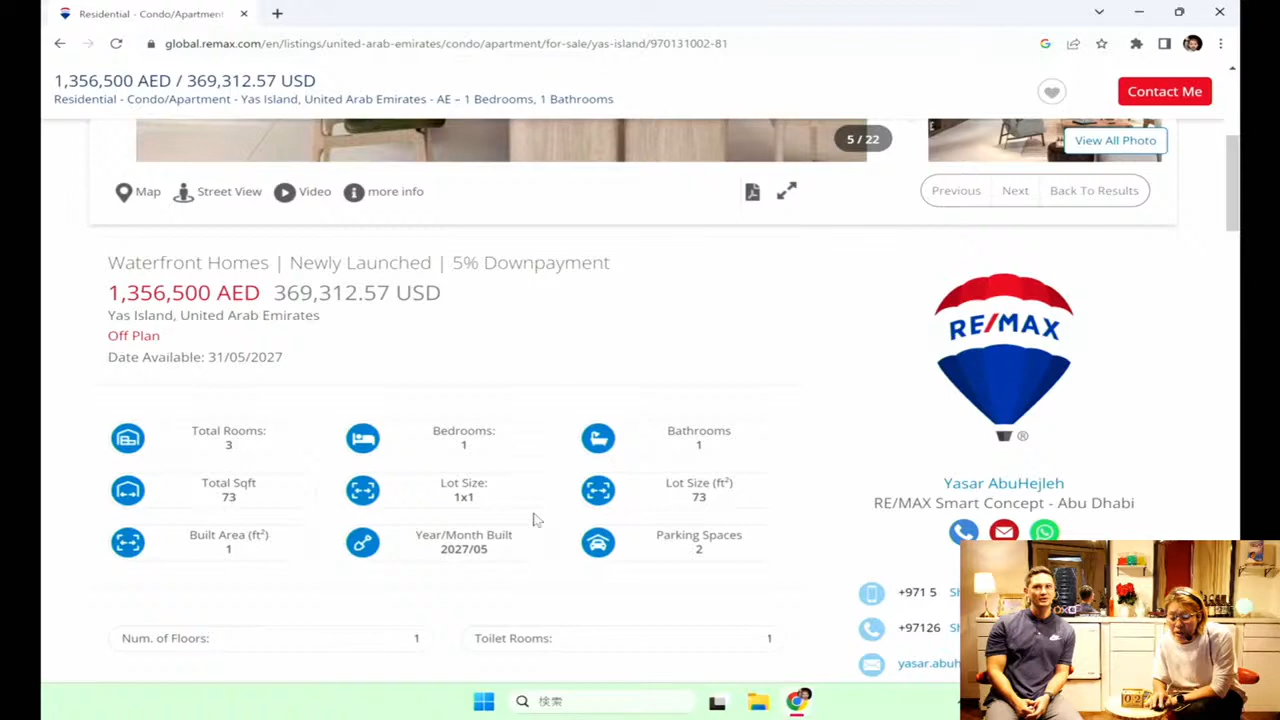 Residential - Condo/Apartment
global.remax.com/en/listings/united-arab-emirates/condo/apartment/for-sale/yas-island/970131002-81
1,356,500 AED / 369,312.57 USD
Residential - Condo/Apartment - Yas Island, United Arab Emirates - AE – 1 Bedrooms, 1 Bathrooms
Contact Me
5 / 22
View All Photo
Map
Street View
Video
more info
Previous
Next
Back To Results
Waterfront Homes | Newly Launched | 5% Downpayment
1,356,500 AED 369,312.57 USD
Yas Island, United Arab Emirates
Off Plan
Date Available: 31/05/2027
RE/MAX
®
Total Rooms:
3
Bedrooms:
1
Bathrooms
1
Total Sqft
73
Lot Size:
1x1
Lot Size (ft²)
73
Built Area (ft²)
1
Year/Month Built
2027/05
Parking Spaces
2
Num. of Floors: 1
Toilet Rooms: 1
Yasar AbuHejleh
RE/MAX Smart Concept - Abu Dhabi
+971 5
+97126
yasar.abuh
検索